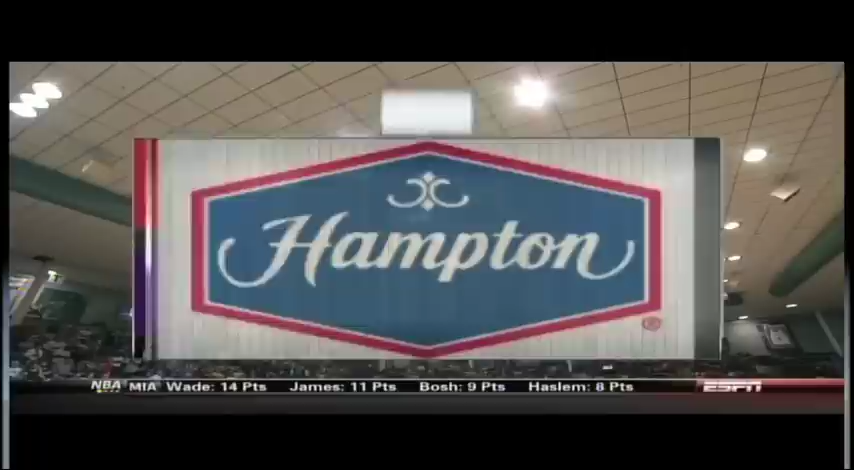 Hampton
®
NBA MIA Wade: 14 Pts James: 11 Pts Bosh: 9 Pts Haslem: 8 Pts ESPN